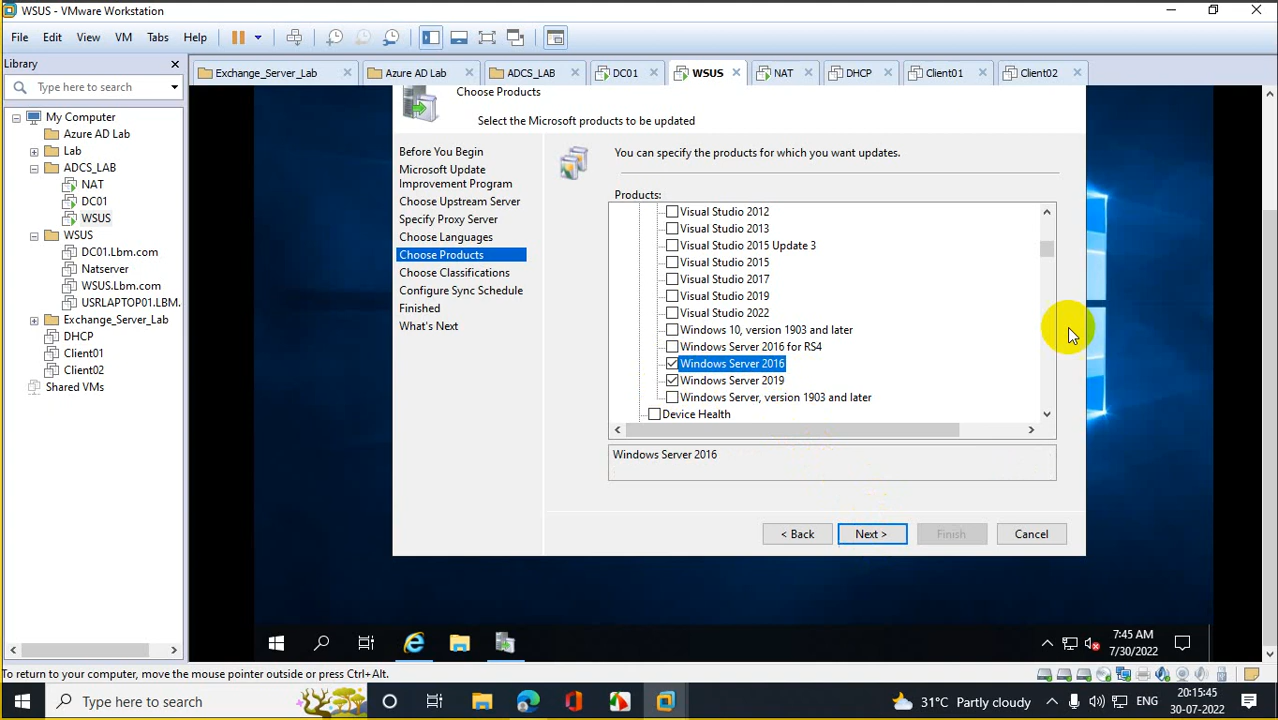 WSUS - VMware Workstation
File Edit View VM Tabs Help
Library
Type here to search
My Computer
Azure AD Lab
Lab
ADCS_LAB
NAT
DC01
WSUS
WSUS
DC01.Lbm.com
Natserver
WSUS.Lbm.com
USRLAPTOP01.LBM.
Exchange_Server_Lab
DHCP
Client01
Client02
Shared VMs
Exchange_Server_Lab Azure AD Lab ADCS_LAB DC01 WSUS NAT DHCP Client01 Client02
Choose Products
Select the Microsoft products to be updated
Before You Begin
Microsoft Update
Improvement Program
Choose Upstream Server
Specify Proxy Server
Choose Languages
Choose Products
Choose Classifications
Configure Sync Schedule
Finished
What's Next
You can specify the products for which you want updates.
Products:
Visual Studio 2012
Visual Studio 2013
Visual Studio 2015 Update 3
Visual Studio 2015
Visual Studio 2017
Visual Studio 2019
Visual Studio 2022
Windows 10, version 1903 and later
Windows Server 2016 for RS4
Windows Server 2016
Windows Server 2019
Windows Server, version 1903 and later
Device Health
Windows Server 2016
< Back Next > Finish Cancel
7:45 AM
7/30/2022
To return to your computer, move the mouse pointer outside or press Ctrl+Alt.
Type here to search
31°C Partly cloudy
ENG
20:15:45
30-07-2022